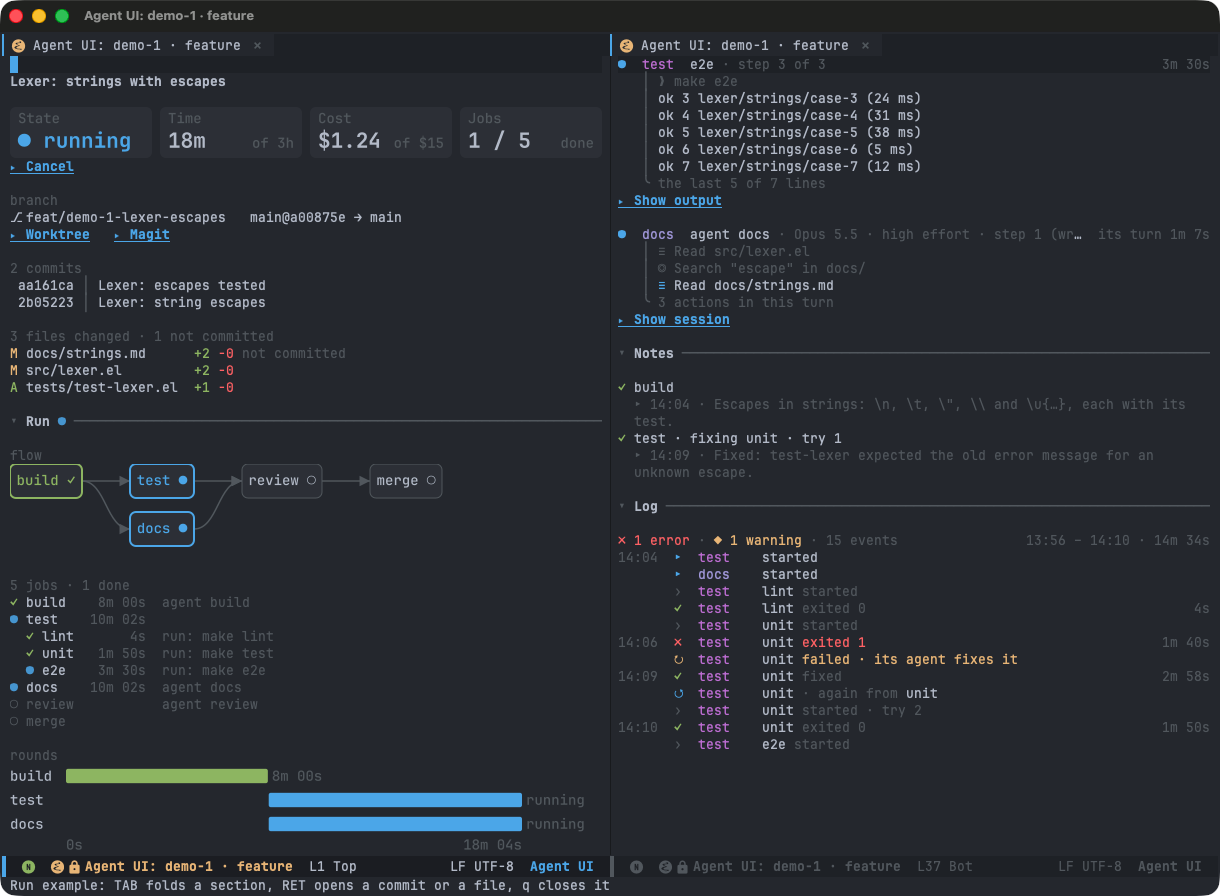 Agent UI: demo-1 · feature
Agent UI: demo-1 · feature ×
Lexer: strings with escapes
State
running
Time
18m of 3h
Cost
$1.24 of $15
Jobs
1 / 5 done
▸ Cancel
branch
feat/demo-1-lexer-escapes main@a00875e → main
▸ Worktree ▸ Magit
2 commits
aa161ca │ Lexer: escapes tested
2b05223 │ Lexer: string escapes
3 files changed · 1 not committed
M docs/strings.md +2 -0 not committed
M src/lexer.el +2 -0
A tests/test-lexer.el +1 -0
▾ Run ●
flow
build ✓
test ●
review ○
merge ○
docs ●
5 jobs · 1 done
✓ build 8m 00s agent build
● test 10m 02s
✓ lint 4s run: make lint
✓ unit 1m 50s run: make test
● e2e 3m 30s run: make e2e
● docs 10m 02s agent docs
○ review agent review
○ merge
rounds
build 8m 00s
test running
docs running
0s 18m 04s
N Agent UI: demo-1 · feature L1 Top LF UTF-8 Agent UI
Run example: TAB folds a section, RET opens a commit or a file, q closes it
Agent UI: demo-1 · feature ×
● test e2e · step 3 of 3 3m 30s
❯ make e2e
ok 3 lexer/strings/case-3 (24 ms)
ok 4 lexer/strings/case-4 (31 ms)
ok 5 lexer/strings/case-5 (38 ms)
ok 6 lexer/strings/case-6 (5 ms)
ok 7 lexer/strings/case-7 (12 ms)
the last 5 of 7 lines
▸ Show output
● docs agent docs · Opus 5.5 · high effort · step 1 (wr… its turn 1m 7s
≡ Read src/lexer.el
Search "escape" in docs/
≡ Read docs/strings.md
3 actions in this turn
▸ Show session
▾ Notes
✓ build
▸ 14:04 · Escapes in strings: \n, \t, \", \\ and \u{…}, each with its
test.
✓ test · fixing unit · try 1
▸ 14:09 · Fixed: test-lexer expected the old error message for an
unknown escape.
▾ Log
✕ 1 error · ◆ 1 warning · 15 events 13:56 – 14:10 · 14m 34s
14:04 ▸ test started
▸ docs started
› test lint started
✓ test lint exited 0 4s
› test unit started
14:06 ✕ test unit exited 1 1m 40s
↻ test unit failed · its agent fixes it
14:09 ✓ test unit fixed 2m 58s
↺ test unit · again from unit
› test unit started · try 2
14:10 ✓ test unit exited 0 1m 50s
› test e2e started
N Agent UI: demo-1 · feature L37 Bot LF UTF-8 Agent UI